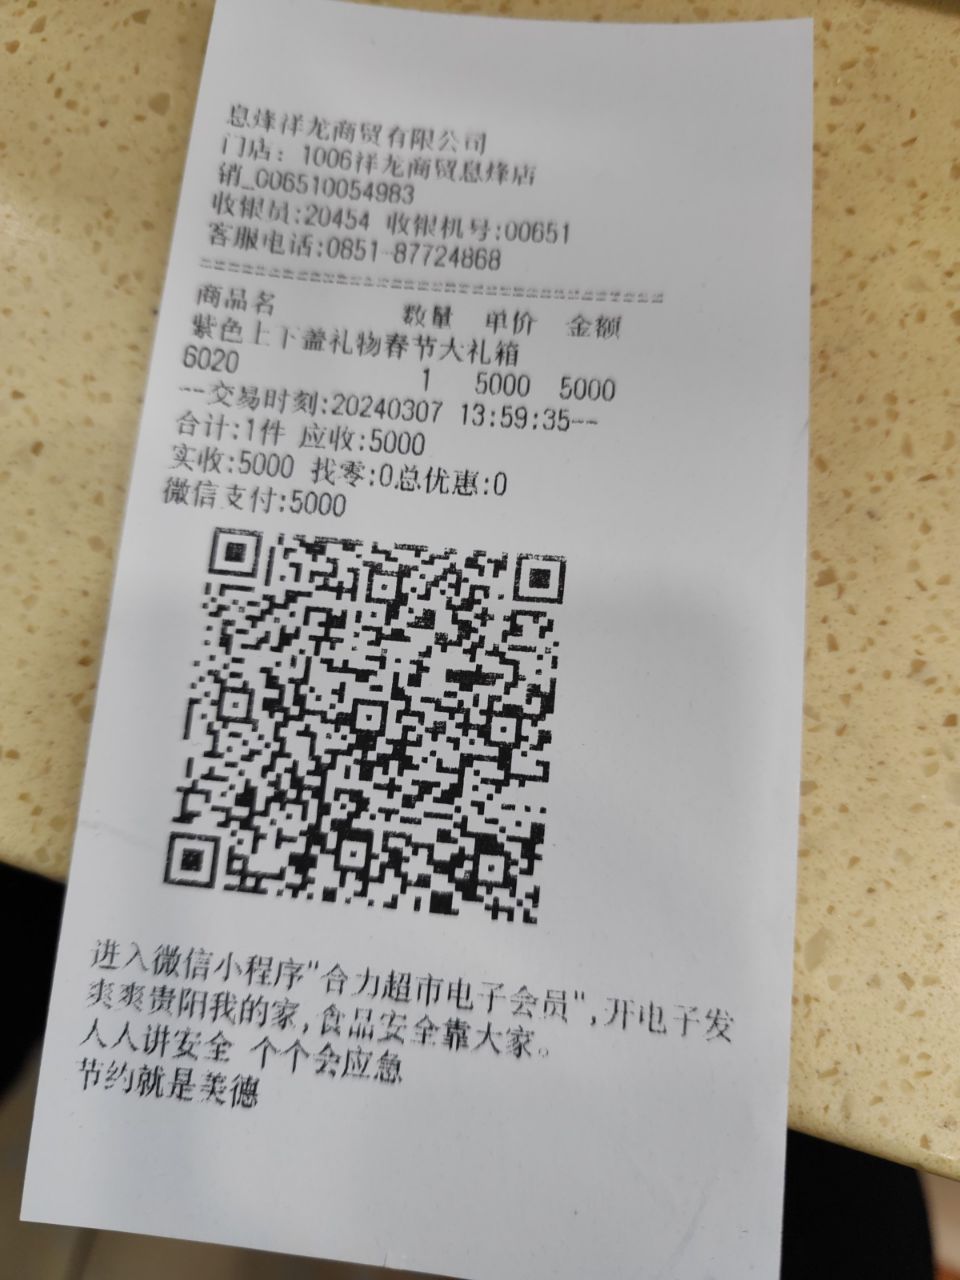 息烽祥龙商贸有限公司
门店: 1006祥龙商贸息烽店
销_006510054983
收银员:20454 收银机号:00651
客服电话:0851-87724868
==================================
商品名 数量 单价 金额
紫色上下盖礼物春节大礼箱
6020 1 5000 5000
--交易时刻:20240307 13:59:35--
合计:1件 应收:5000
实收:5000 找零:0总优惠:0
微信支付:5000
进入微信小程序"合力超市电子会员",开电子发
爽爽贵阳我的家,食品安全靠大家。
人人讲安全 个个会应急
节约就是美德